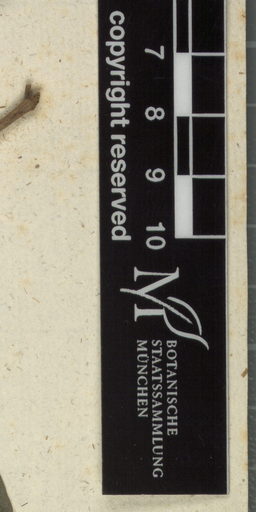 7 8 9 10
copyright reserved
M
BOTANISCHE
STAATSSAMMLUNG
MÜNCHEN